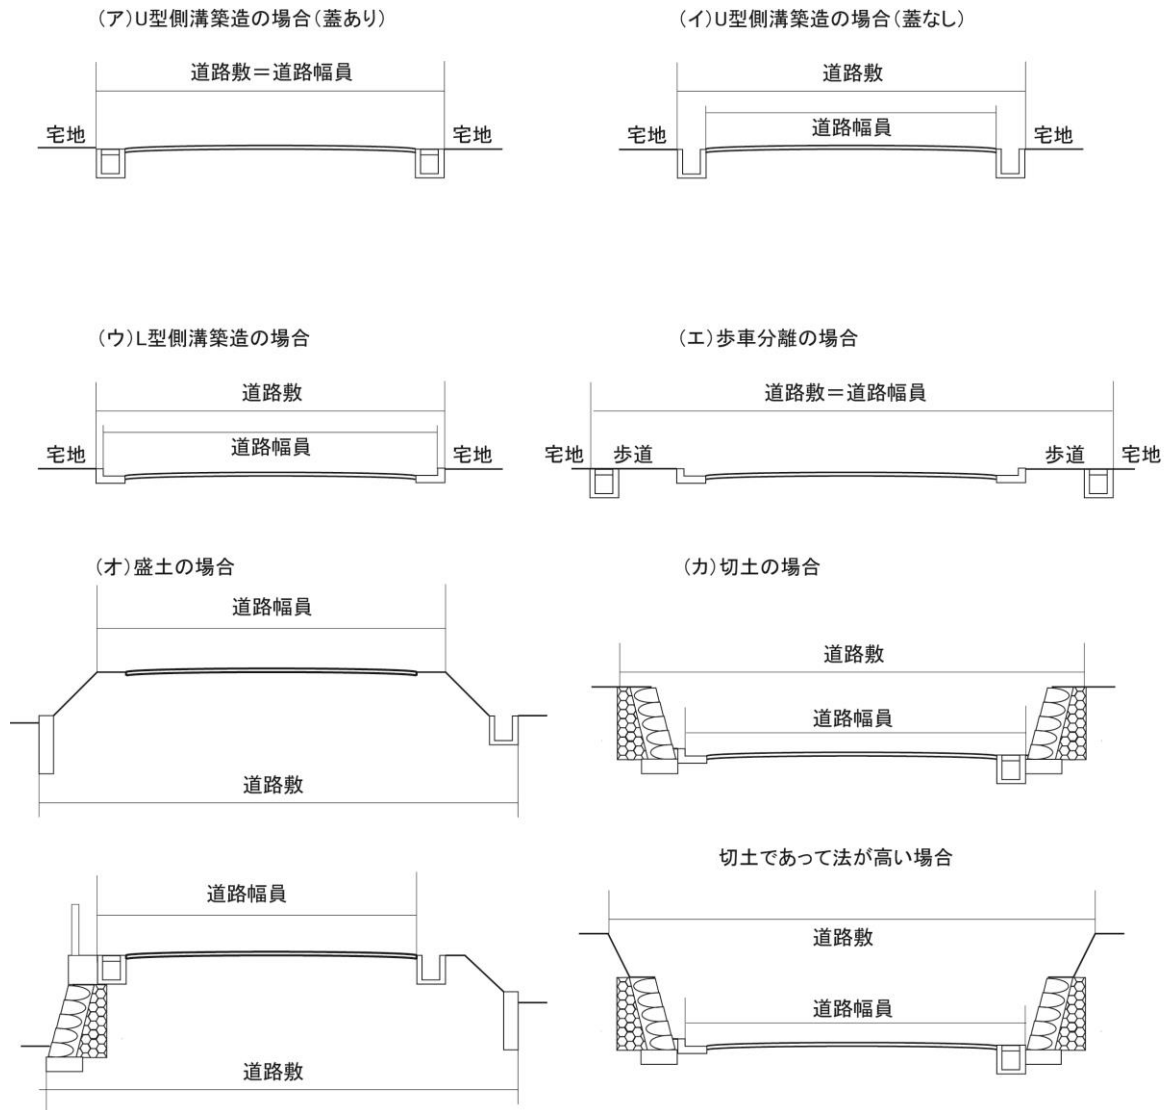 (ア)U型側溝築造の場合(蓋あり)
道路敷=道路幅員
宅地
宅地
(イ)U型側溝築造の場合(蓋なし)
道路敷
道路幅員
宅地
宅地
(ウ)L型側溝築造の場合
道路敷
道路幅員
宅地
宅地
(エ)歩車分離の場合
道路敷=道路幅員
宅地
歩道
歩道
宅地
(オ)盛土の場合
道路幅員
道路敷
(カ)切土の場合
道路敷
道路幅員
道路幅員
道路敷
切土であって法が高い場合
道路敷
道路幅員